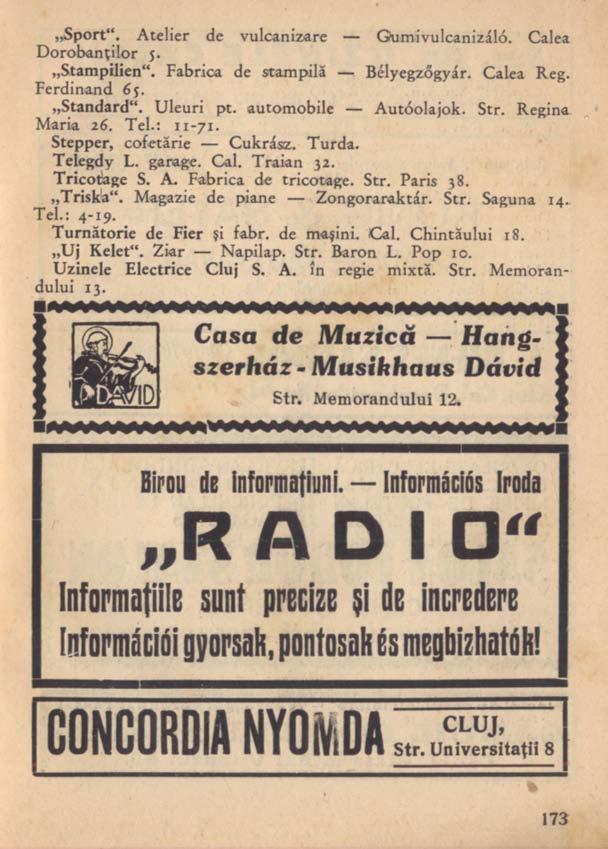 „Sport“. Atelier de vulcanizare — Gumivulcanizáló. Calea
Dorobanților 5.
„Stampilien“. Fabrica de stampilă — Bélyegzőgyár. Calea Reg.
Ferdinand 65.
„Standard“. Uleuri pt. automobile — Autóolajok. Str. Regina
Maria 26. Tel.: 11-71.
Stepper, cofetărie — Cukrász. Turda.
Telegdy L. garage. Cal. Traian 32.
Tricotage S. A. Fabrica de tricotage. Str. Paris 38.
„Triska“. Magazie de piane — Zongoraraktár. Str. Saguna 14.
Tel.: 4-19.
Turnătorie de Fier și fabr. de mașini. Cal. Chintăului 18.
„Uj Kelet“. Ziar — Napilap. Str. Baron L. Pop 10.
Uzinele Electrice Cluj S. A. în regie mixtă. Str. Memoran-
dului 13.
Casa de Muzică — Hang-
szerház - Musikhaus Dávid
DÁVID
Str. Memorandului 12.
Birou de informațiuni. — Információs Iroda
„RADIO“
Informațiile sunt precize și de incredere
Információi gyorsak, pontosak és megbizhatók!
CONCORDIA NYOMDA
CLUJ,
Str. Universitații 8
173